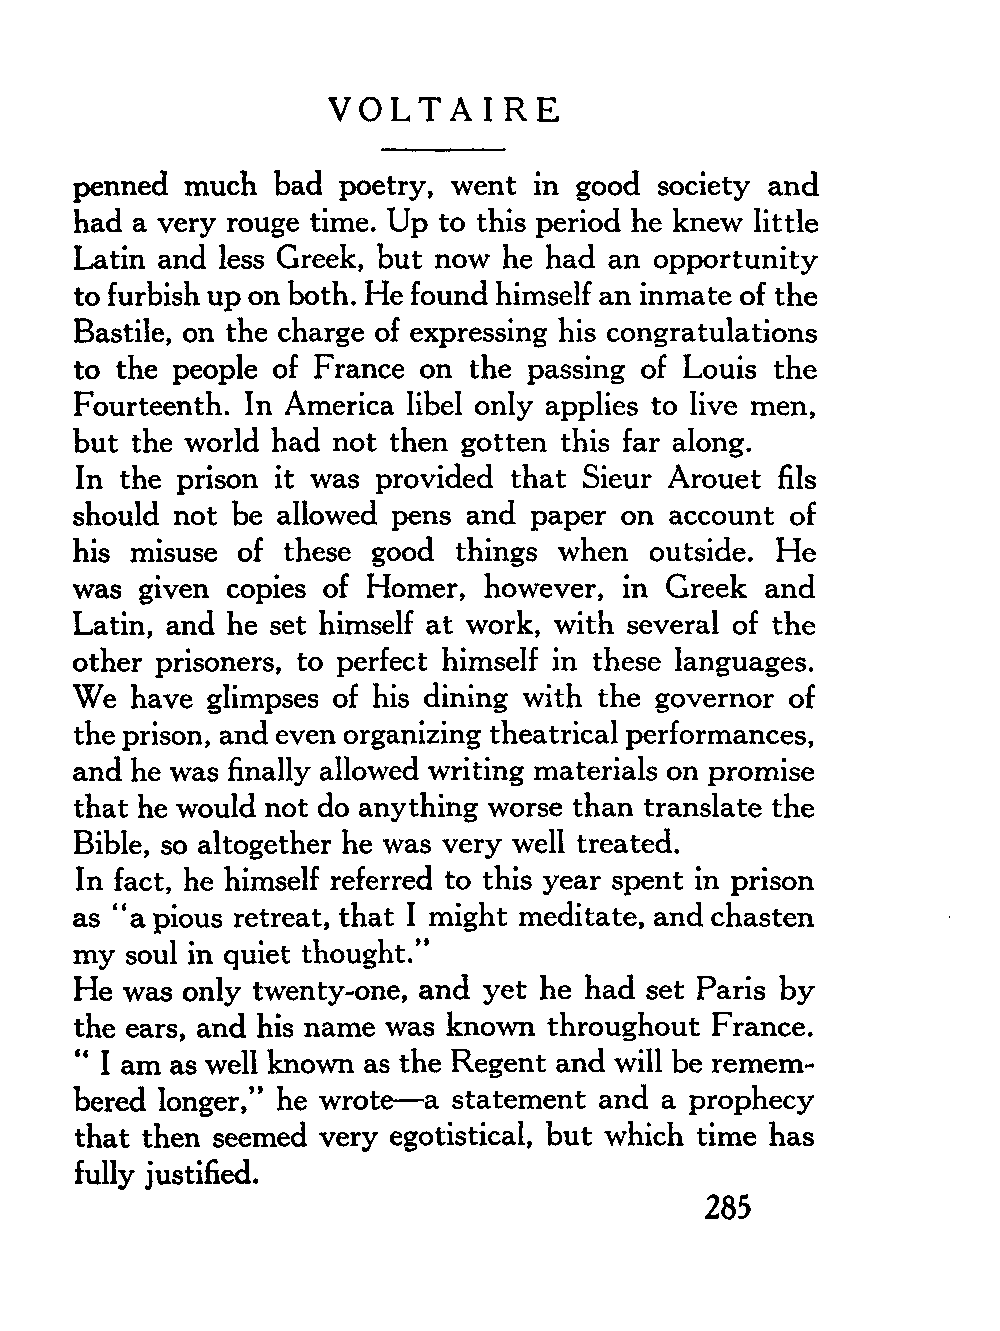 VOLTAIRE
penned much bad poetry, went in good society and
had a very rouge time. Up to this period he knew little
Latin and less Greek, but now he had an opportunity
to furbish up on both. He found himself an inmate of the
Bastile, on the charge of expressing his congratulations
to the people of France on the passing of Louis the
Fourteenth. In America libel only applies to live men,
but the world had not then gotten this far along.
In the prison it was provided that Sieur Arouet fils
should not be allowed pens and paper on account of
his misuse of these good things when outside. He
was given copies of Homer, however, in Greek and
Latin, and he set himself at work, with several of the
other prisoners, to perfect himself in these languages.
We have glimpses of his dining with the governor of
the prison, and even organizing theatrical performances,
and he was finally allowed writing materials on promise
that he would not do anything worse than translate the
Bible, so altogether he was very well treated.
In fact, he himself referred to this year spent in prison
as "a pious retreat, that I might meditate, and chasten
my soul in quiet thought."
He was only twenty-one, and yet he had set Paris by
the ears, and his name was known throughout France.
" I am as well known as the Regent and will be remem-
bered longer," he wrote—a statement and a prophecy
that then seemed very egotistical, but which time has
fully justified.
285